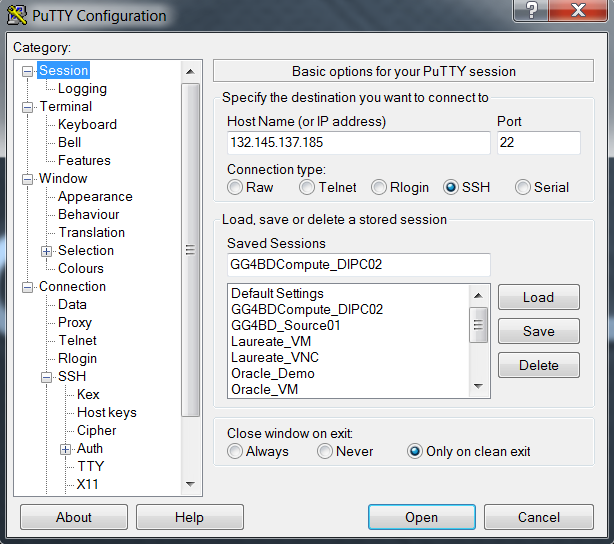 PuTTY Configuration
?
X
Category:
Session
Logging
Terminal
Keyboard
Bell
Features
Window
Appearance
Behaviour
Translation
Selection
Colours
Connection
Data
Proxy
Telnet
Rlogin
SSH
Kex
Host keys
Cipher
Auth
TTY
X11
Basic options for your PuTTY session
Specify the destination you want to connect to
Host Name (or IP address) Port
132.145.137.185 22
Connection type:
Raw Telnet Rlogin SSH Serial
Load, save or delete a stored session
Saved Sessions
GG4BDCompute_DIPC02
Default Settings
GG4BDCompute_DIPC02
GG4BD_Source01
Laureate_VM
Laureate_VNC
Oracle_Demo
Oracle_VM
Load
Save
Delete
Close window on exit:
Always Never Only on clean exit
About Help Open Cancel